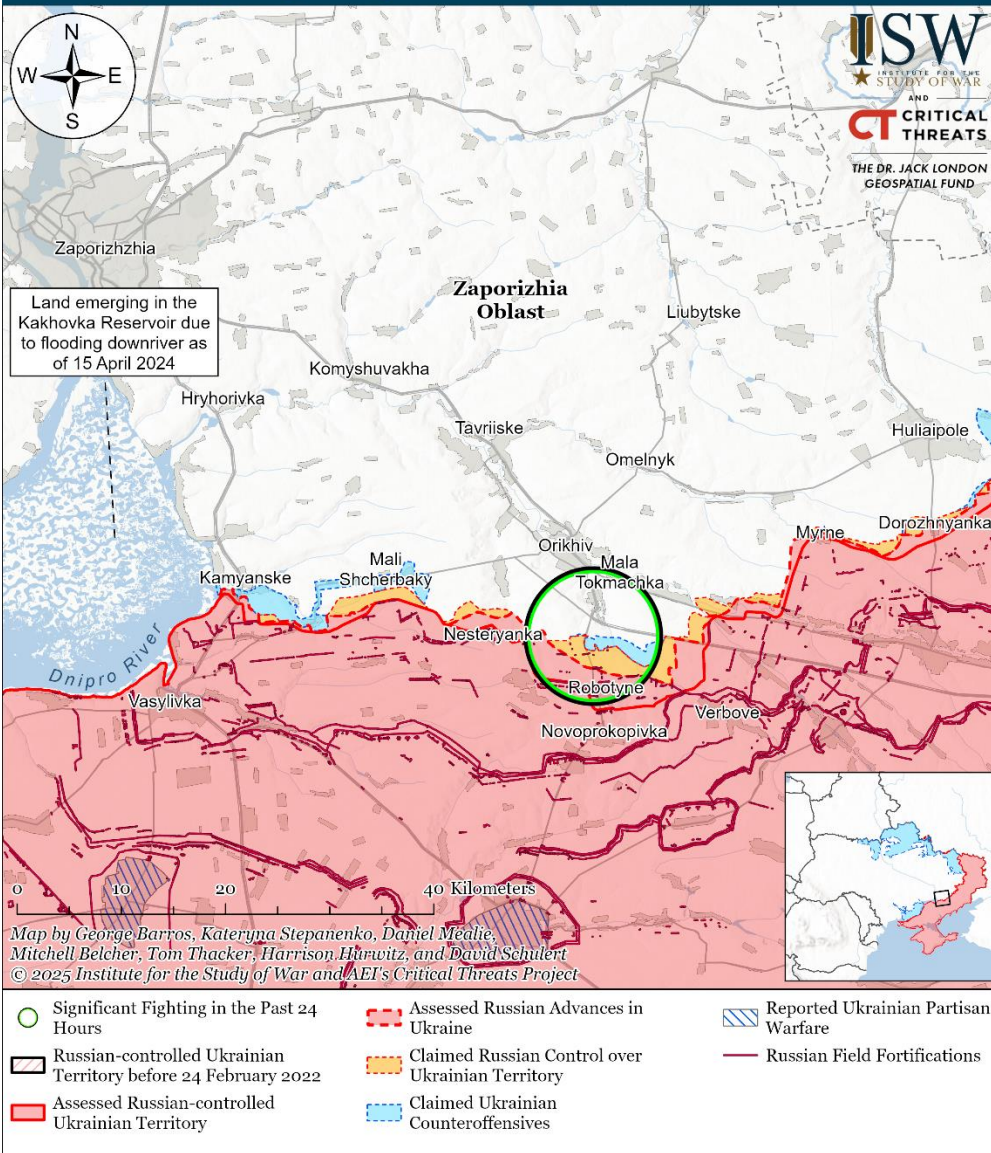 N
W E
S
ISW
INSTITUTE FOR THE
STUDY OF WAR
AND
CT CRITICAL
THREATS
THE DR. JACK LONDON
GEOSPATIAL FUND
Zaporizhzhia
Land emerging in the
Kakhovka Reservoir due
to flooding downriver as
of 15 April 2024
Zaporizhia
Oblast
Liubytske
Komyshuvakha
Hryhorivka
Tavriiske
Huliaipole
Omelnyk
Orikhiv
Myrne
Dorozhnyanka
Mali
Shcherbaky
Mala
Tokmachka
Kamyanske
Nesteryanka
Dnipro River
Robotyne
Vasylivka
Verbove
Novoprokopivka
0 10 20 40 Kilometers
Map by George Barros, Kateryna Stepanenko, Daniel Mealie,
Mitchell Belcher, Tom Thacker, Harrison Hurwitz, and David Schulert
© 2025 Institute for the Study of War and AEI's Critical Threats Project
Significant Fighting in the Past 24
Hours
Russian-controlled Ukrainian
Territory before 24 February 2022
Assessed Russian-controlled
Ukrainian Territory
Assessed Russian Advances in
Ukraine
Claimed Russian Control over
Ukrainian Territory
Claimed Ukrainian
Counteroffensives
Reported Ukrainian Partisan
Warfare
Russian Field Fortifications